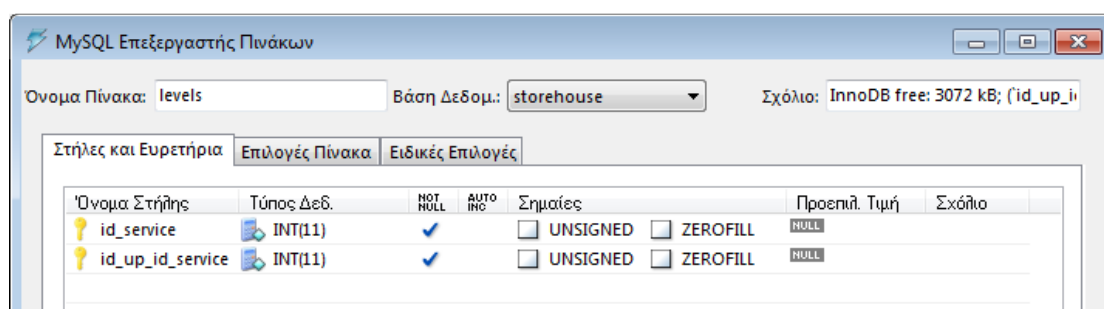 MySQL Επεξεργαστής Πινάκων
Όνομα Πίνακα: levels Βάση Δεδομ.: storehouse Σχόλιο: InnoDB free: 3072 kB; (`id_up_i
Στήλες και Ευρετήρια Επιλογές Πίνακα Ειδικές Επιλογές
Όνομα Στήλης Τύπος Δεδ. NOT NULL AUTO INC Σημαίες Προεπιλ. Τιμή Σχόλιο
id_service INT(11) UNSIGNED ZEROFILL NULL
id_up_id_service INT(11) UNSIGNED ZEROFILL NULL